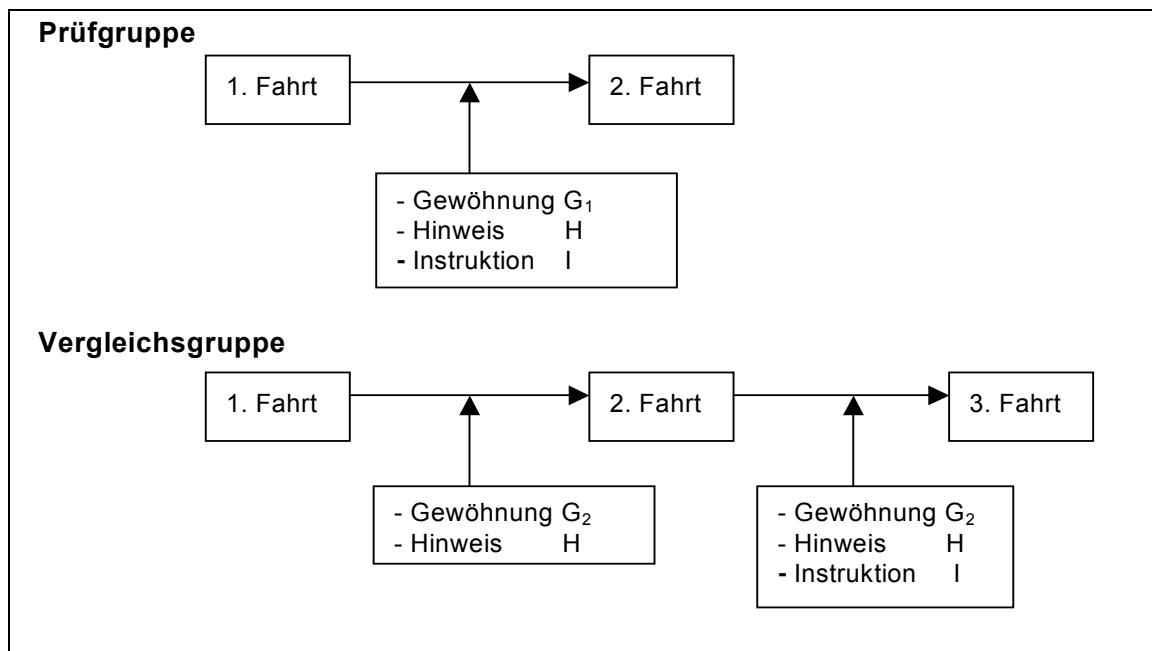 Prüfgruppe
1. Fahrt
2. Fahrt
- Gewöhnung G₁
- Hinweis H
- Instruktion I
Vergleichsgruppe
1. Fahrt
2. Fahrt
3. Fahrt
- Gewöhnung G₂
- Hinweis H
- Gewöhnung G₂
- Hinweis H
- Instruktion I